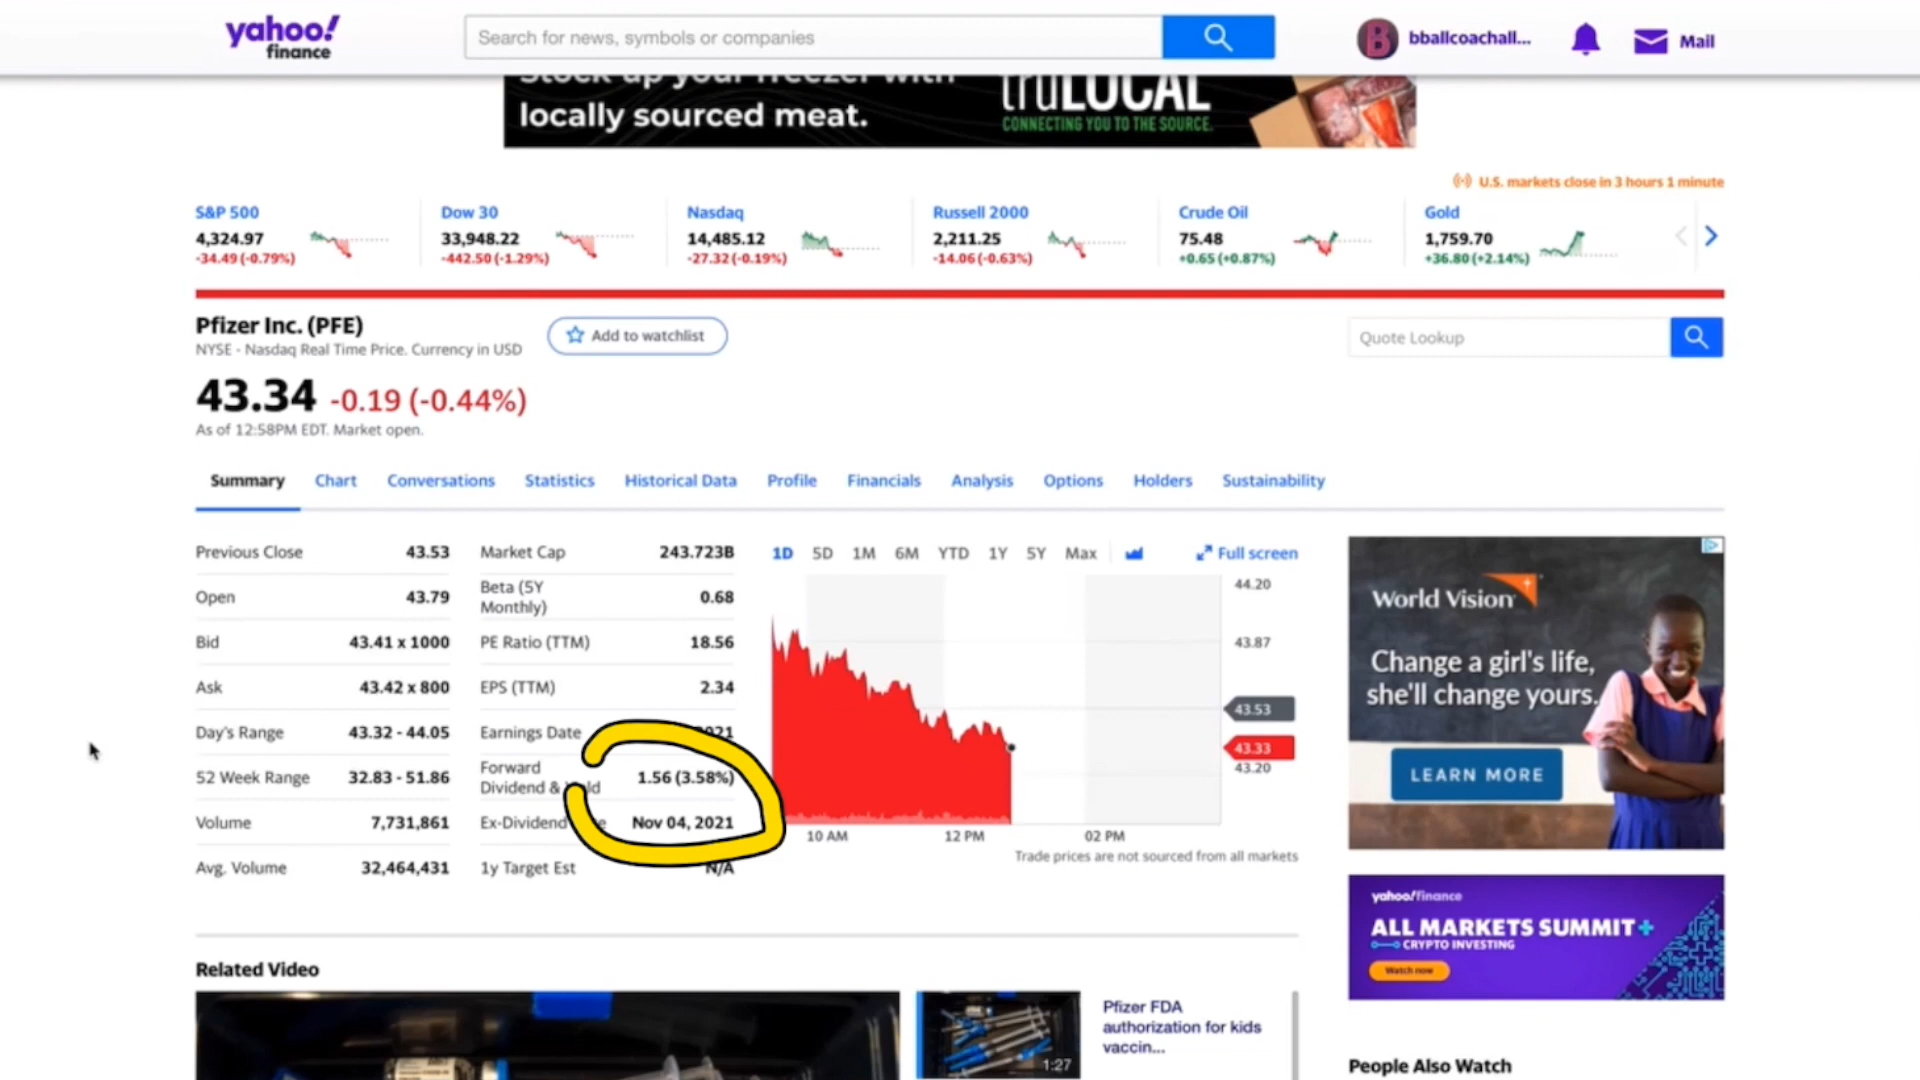 yahoo!
finance
Search for news, symbols or companies
B
bballcoachall...
Mail
Stock up your freezer with
locally sourced meat.
truLOCAL
CONNECTING YOU TO THE SOURCE.
U.S. markets close in 3 hours 1 minute
S&P 500
4,324.97
-34.49 (-0.79%)
Dow 30
33,948.22
-442.50 (-1.29%)
Nasdaq
14,485.12
-27.32 (-0.19%)
Russell 2000
2,211.25
-14.06 (-0.63%)
Crude Oil
75.48
+0.65 (+0.87%)
Gold
1,759.70
+36.80 (+2.14%)
Pfizer Inc. (PFE)
NYSE - Nasdaq Real Time Price. Currency in USD
Add to watchlist
Quote Lookup
43.34 -0.19 (-0.44%)
As of 12:58PM EDT. Market open.
Summary Chart Conversations Statistics Historical Data Profile Financials Analysis Options Holders Sustainability
Previous Close 43.53
Open 43.79
Bid 43.41 x 1000
Ask 43.42 x 800
Day's Range 43.32 - 44.05
52 Week Range 32.83 - 51.86
Volume 7,731,861
Avg. Volume 32,464,431
Market Cap 243.723B
Beta (5Y
Monthly) 0.68
PE Ratio (TTM) 18.56
EPS (TTM) 2.34
Earnings Date
Forward
Dividend & 1.56 (3.58%)
Ex-Dividend Nov 04, 2021
1y Target Est N/A
1D 5D 1M 6M YTD 1Y 5Y Max Full screen
44.20
43.87
43.53
43.33
43.20
10 AM 12 PM 02 PM
Trade prices are not sourced from all markets
World Vision
Change a girl's life,
she'll change yours.
LEARN MORE
yahoo!finance
ALL MARKETS SUMMIT+
CRYPTO INVESTING
Watch now
Related Video
1:27
Pfizer FDA
authorization for kids
vaccin...
People Also Watch